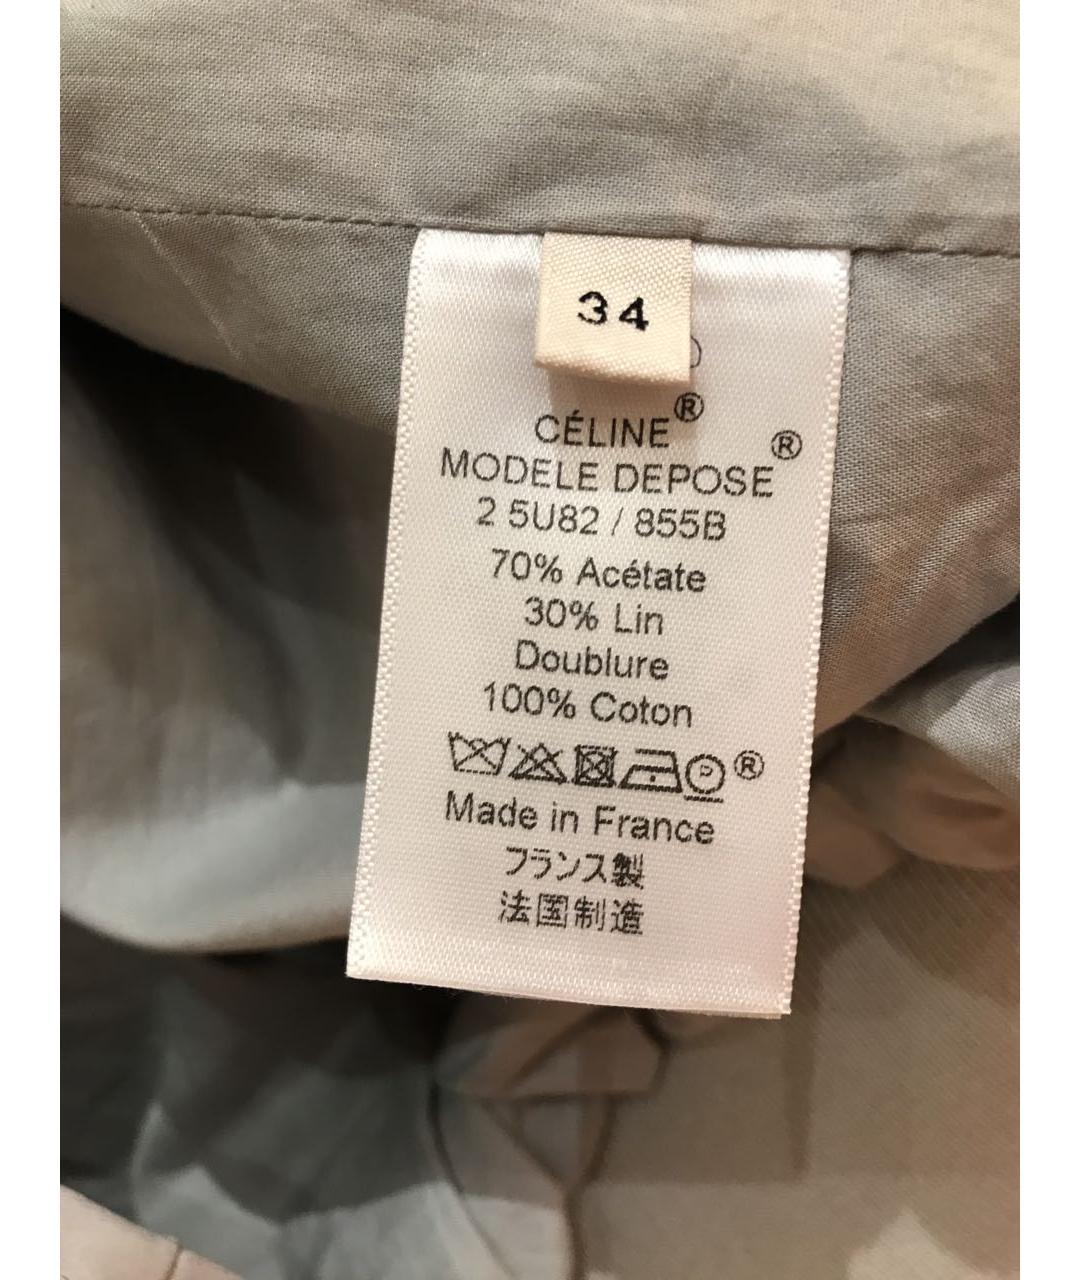 34
CÉLINE®
MODELE DEPOSE®
2 5U82 / 855B
70% Acétate
30% Lin
Doublure
100% Coton
P ®
Made in France
フランス製
法国制造